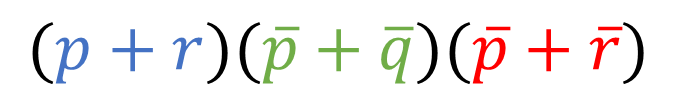 (p + r)(p̄ + q̄)(p̄ + r̄)